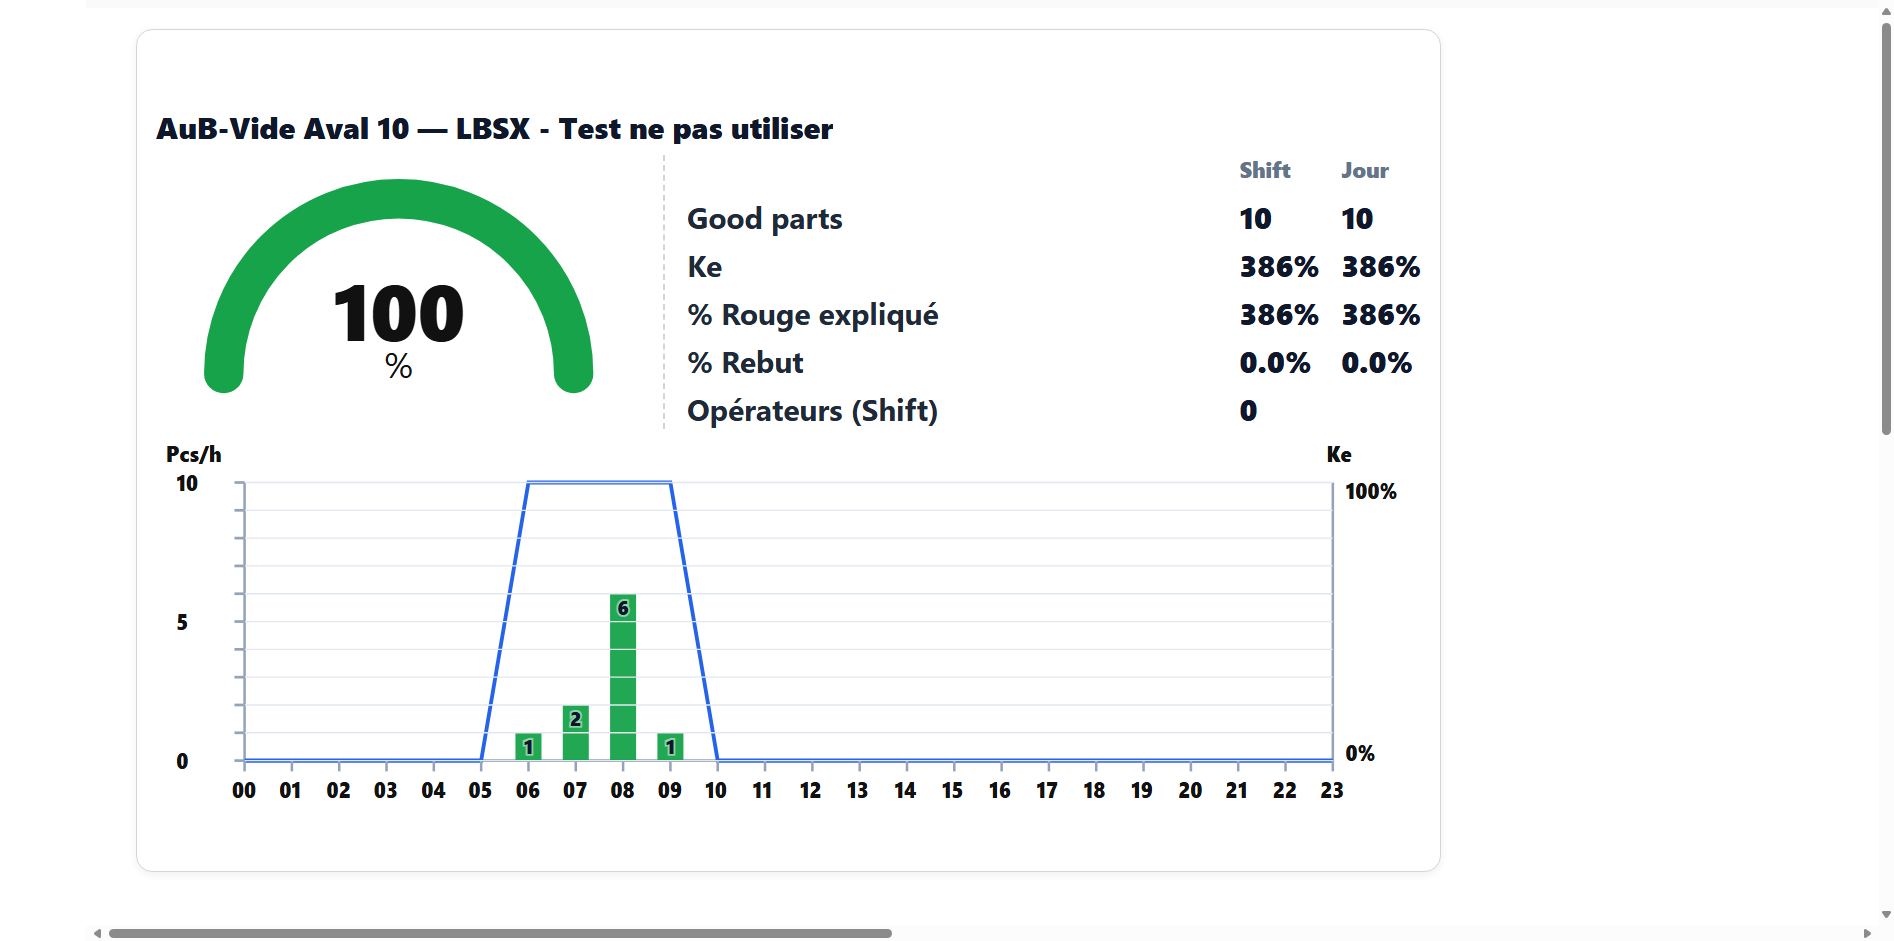 AuB-Vide Aval 10 — LBSX - Test ne pas utiliser
100
%
Shift Jour
Good parts 10 10
Ke 386% 386%
% Rouge expliqué 386% 386%
% Rebut 0.0% 0.0%
Opérateurs (Shift) 0
Pcs/h Ke
10 100%
6
5
2
1 1
0 0%
00 01 02 03 04 05 06 07 08 09 10 11 12 13 14 15 16 17 18 19 20 21 22 23